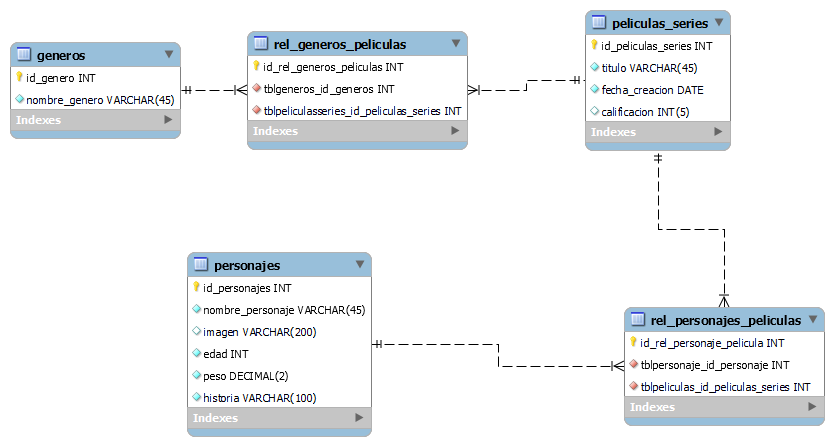 generos
id_genero INT
nombre_genero VARCHAR(45)
Indexes
rel_generos_peliculas
id_rel_generos_peliculas INT
tblgeneros_id_generos INT
tblpeliculasseries_id_peliculas_series INT
Indexes
peliculas_series
id_peliculas_series INT
titulo VARCHAR(45)
fecha_creacion DATE
calificacion INT(5)
Indexes
personajes
id_personajes INT
nombre_personaje VARCHAR(45)
imagen VARCHAR(200)
edad INT
peso DECIMAL(2)
historia VARCHAR(100)
Indexes
rel_personajes_peliculas
id_rel_personaje_pelicula INT
tblpersonaje_id_personaje INT
tblpeliculas_id_peliculas_series INT
Indexes